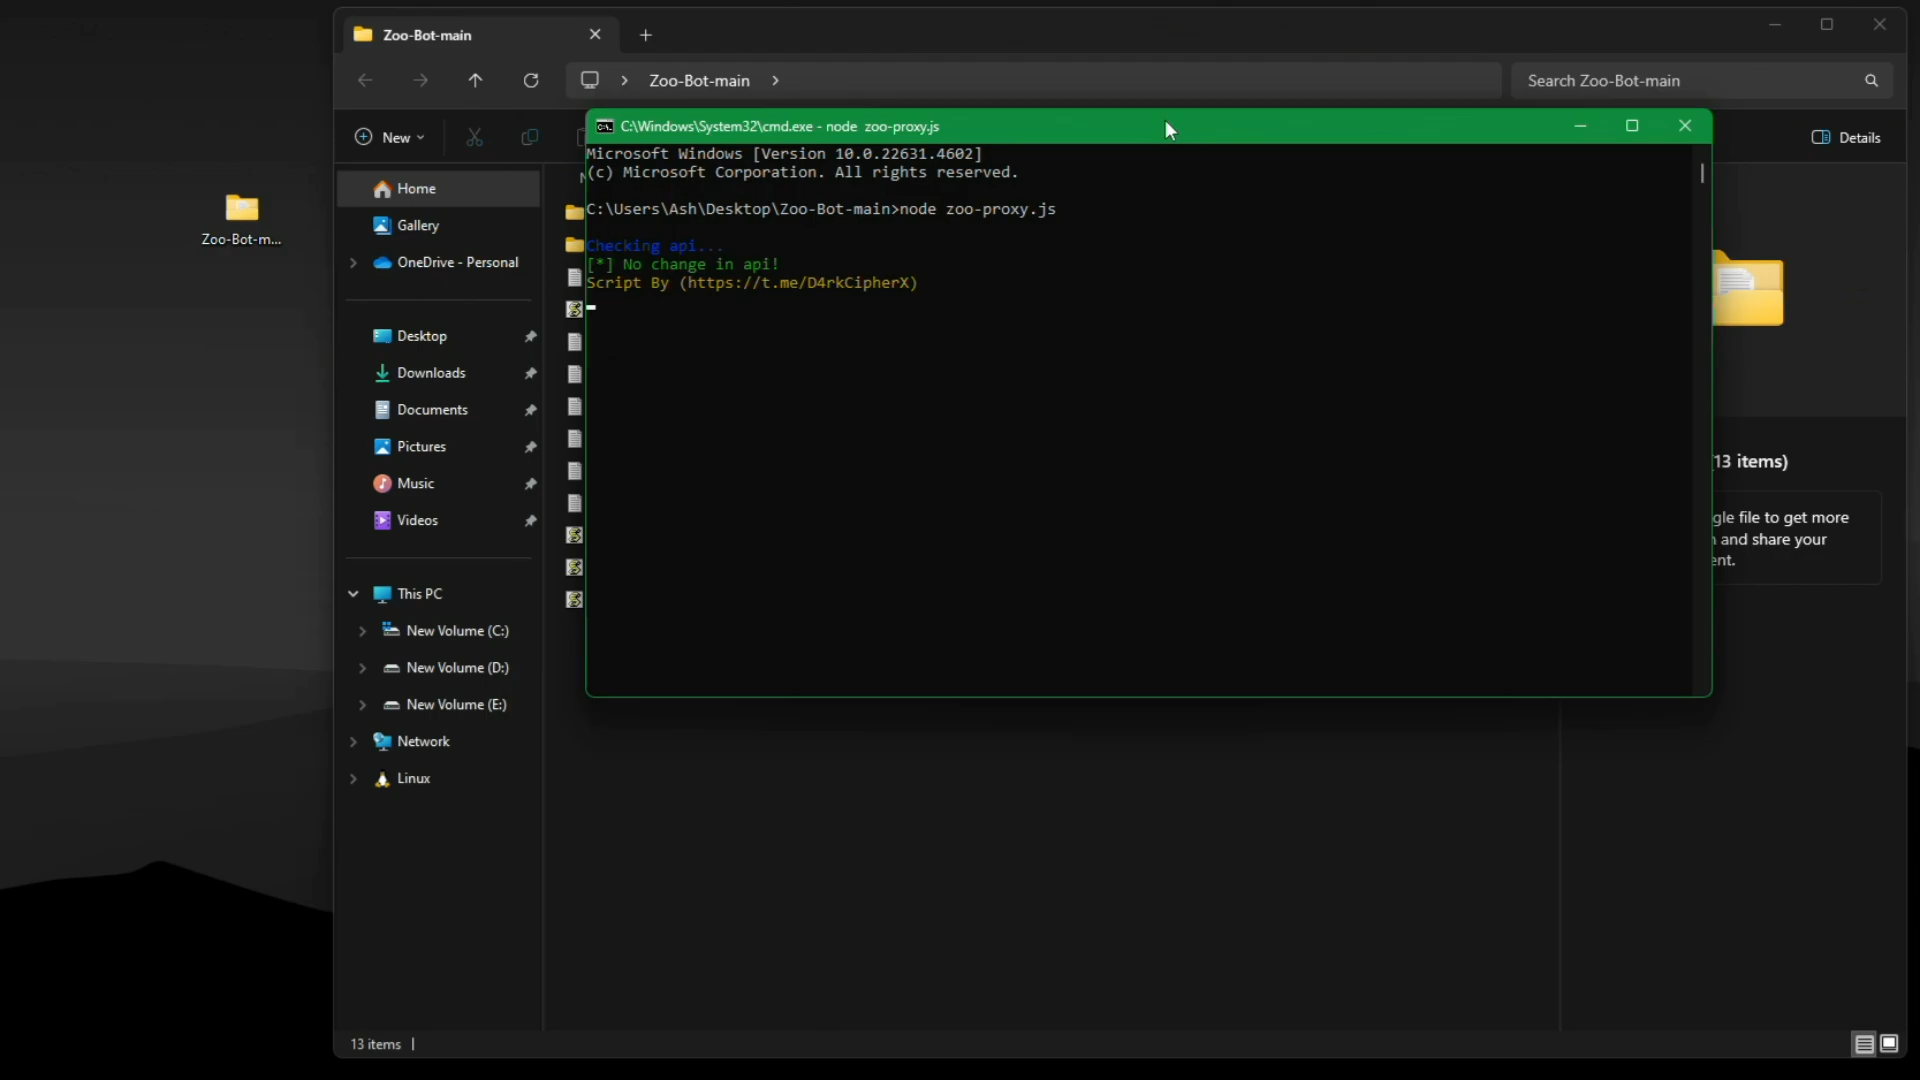 Zoo-Bot-main
Zoo-Bot-main
Search Zoo-Bot-main
New
Details
C:\Windows\System32\cmd.exe - node zoo-proxy.js
Microsoft Windows [Version 10.0.22631.4602]
(c) Microsoft Corporation. All rights reserved.
C:\Users\Ash\Desktop\Zoo-Bot-main>node zoo-proxy.js
Checking api...
[*] No change in api!
Script By (https://t.me/D4rkCipherX)
Zoo-Bot-m...
Home
Gallery
OneDrive - Personal
Desktop
Downloads
Documents
Pictures
Music
Videos
This PC
New Volume (C:)
New Volume (D:)
New Volume (E:)
Network
Linux
(13 items)
file to get more
and share your
13 items